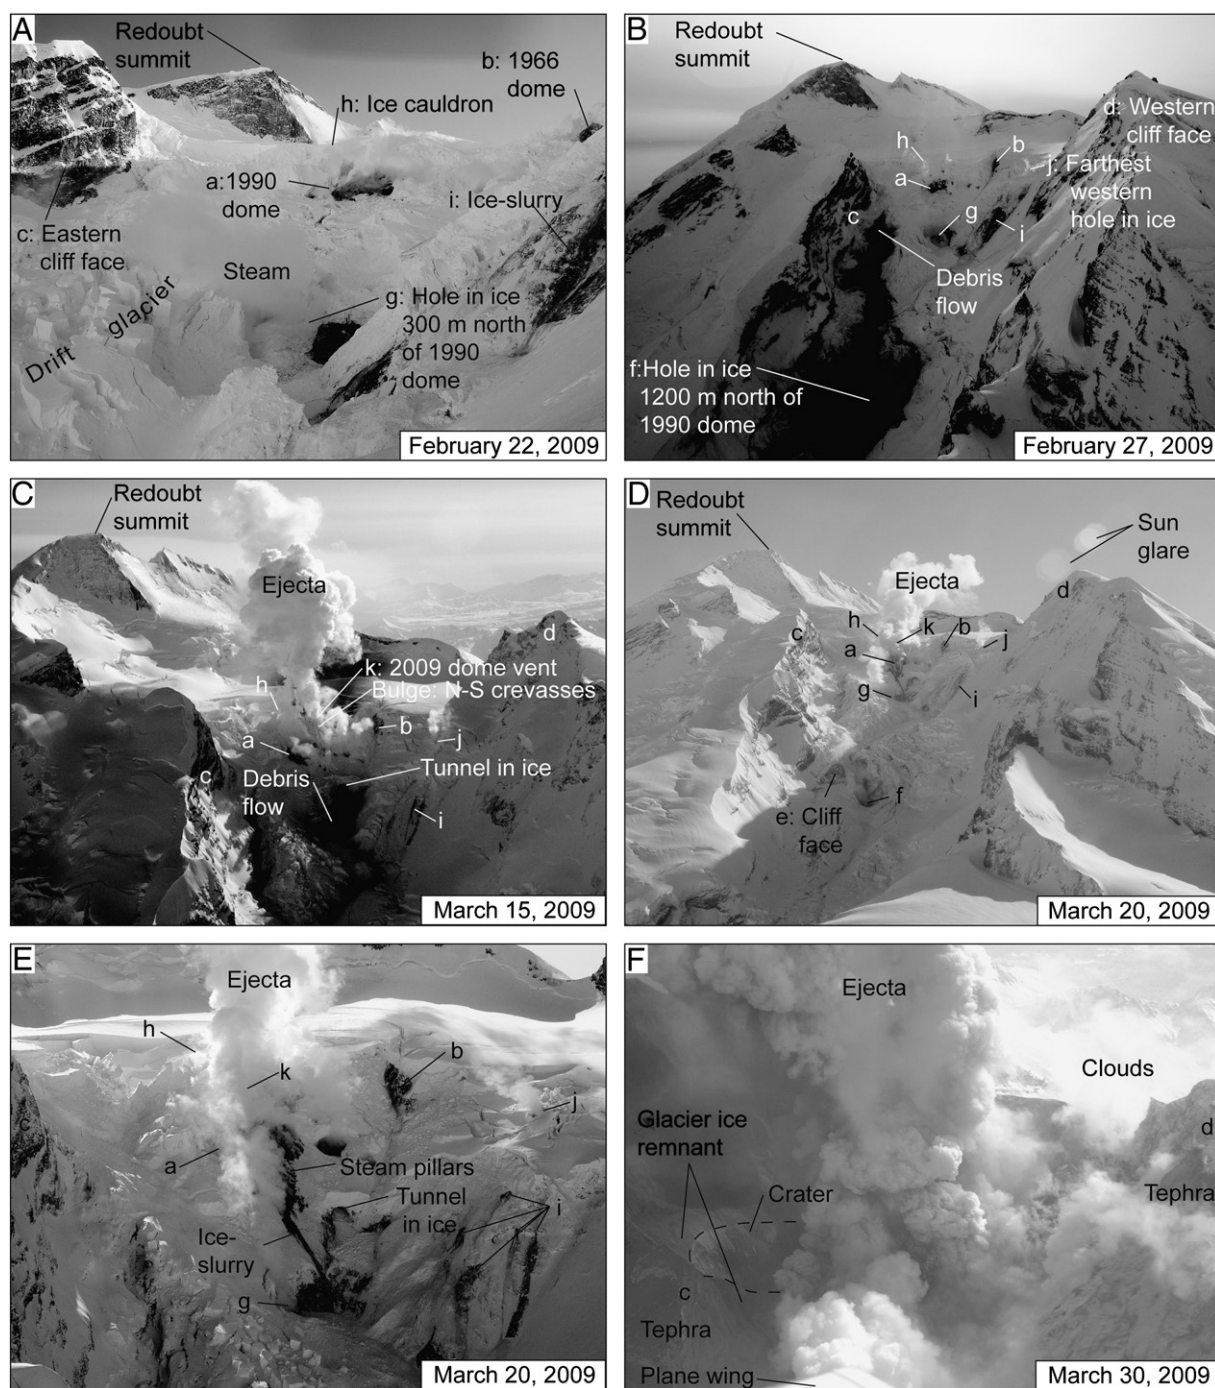 A
Redoubt
summit
b: 1966
dome
h: Ice cauldron
a:1990
dome
i: Ice-slurry
c: Eastern
cliff face
Steam
g: Hole in ice
300 m north
of 1990
dome
Drift glacier
February 22, 2009
B
Redoubt
summit
d: Western
cliff face
h
b
j: Farthest
western
hole in ice
a
c
g
i
Debris
flow
f:Hole in ice
1200 m north of
1990 dome
February 27, 2009
C
Redoubt
summit
Ejecta
d
k: 2009 dome vent
Bulge: N-S crevasses
h
b
a
j
Tunnel in ice
c
Debris
flow
i
March 15, 2009
D
Redoubt
summit
Sun
glare
Ejecta
d
h
k
b
c
j
a
g
i
f
e: Cliff
face
March 20, 2009
E
Ejecta
h
b
k
j
c
a
Steam pillars
Tunnel
in ice
i
Ice-
slurry
g
March 20, 2009
F
Ejecta
Clouds
Glacier ice
remnant
d
Crater
Tephra
c
Tephra
Plane wing
March 30, 2009